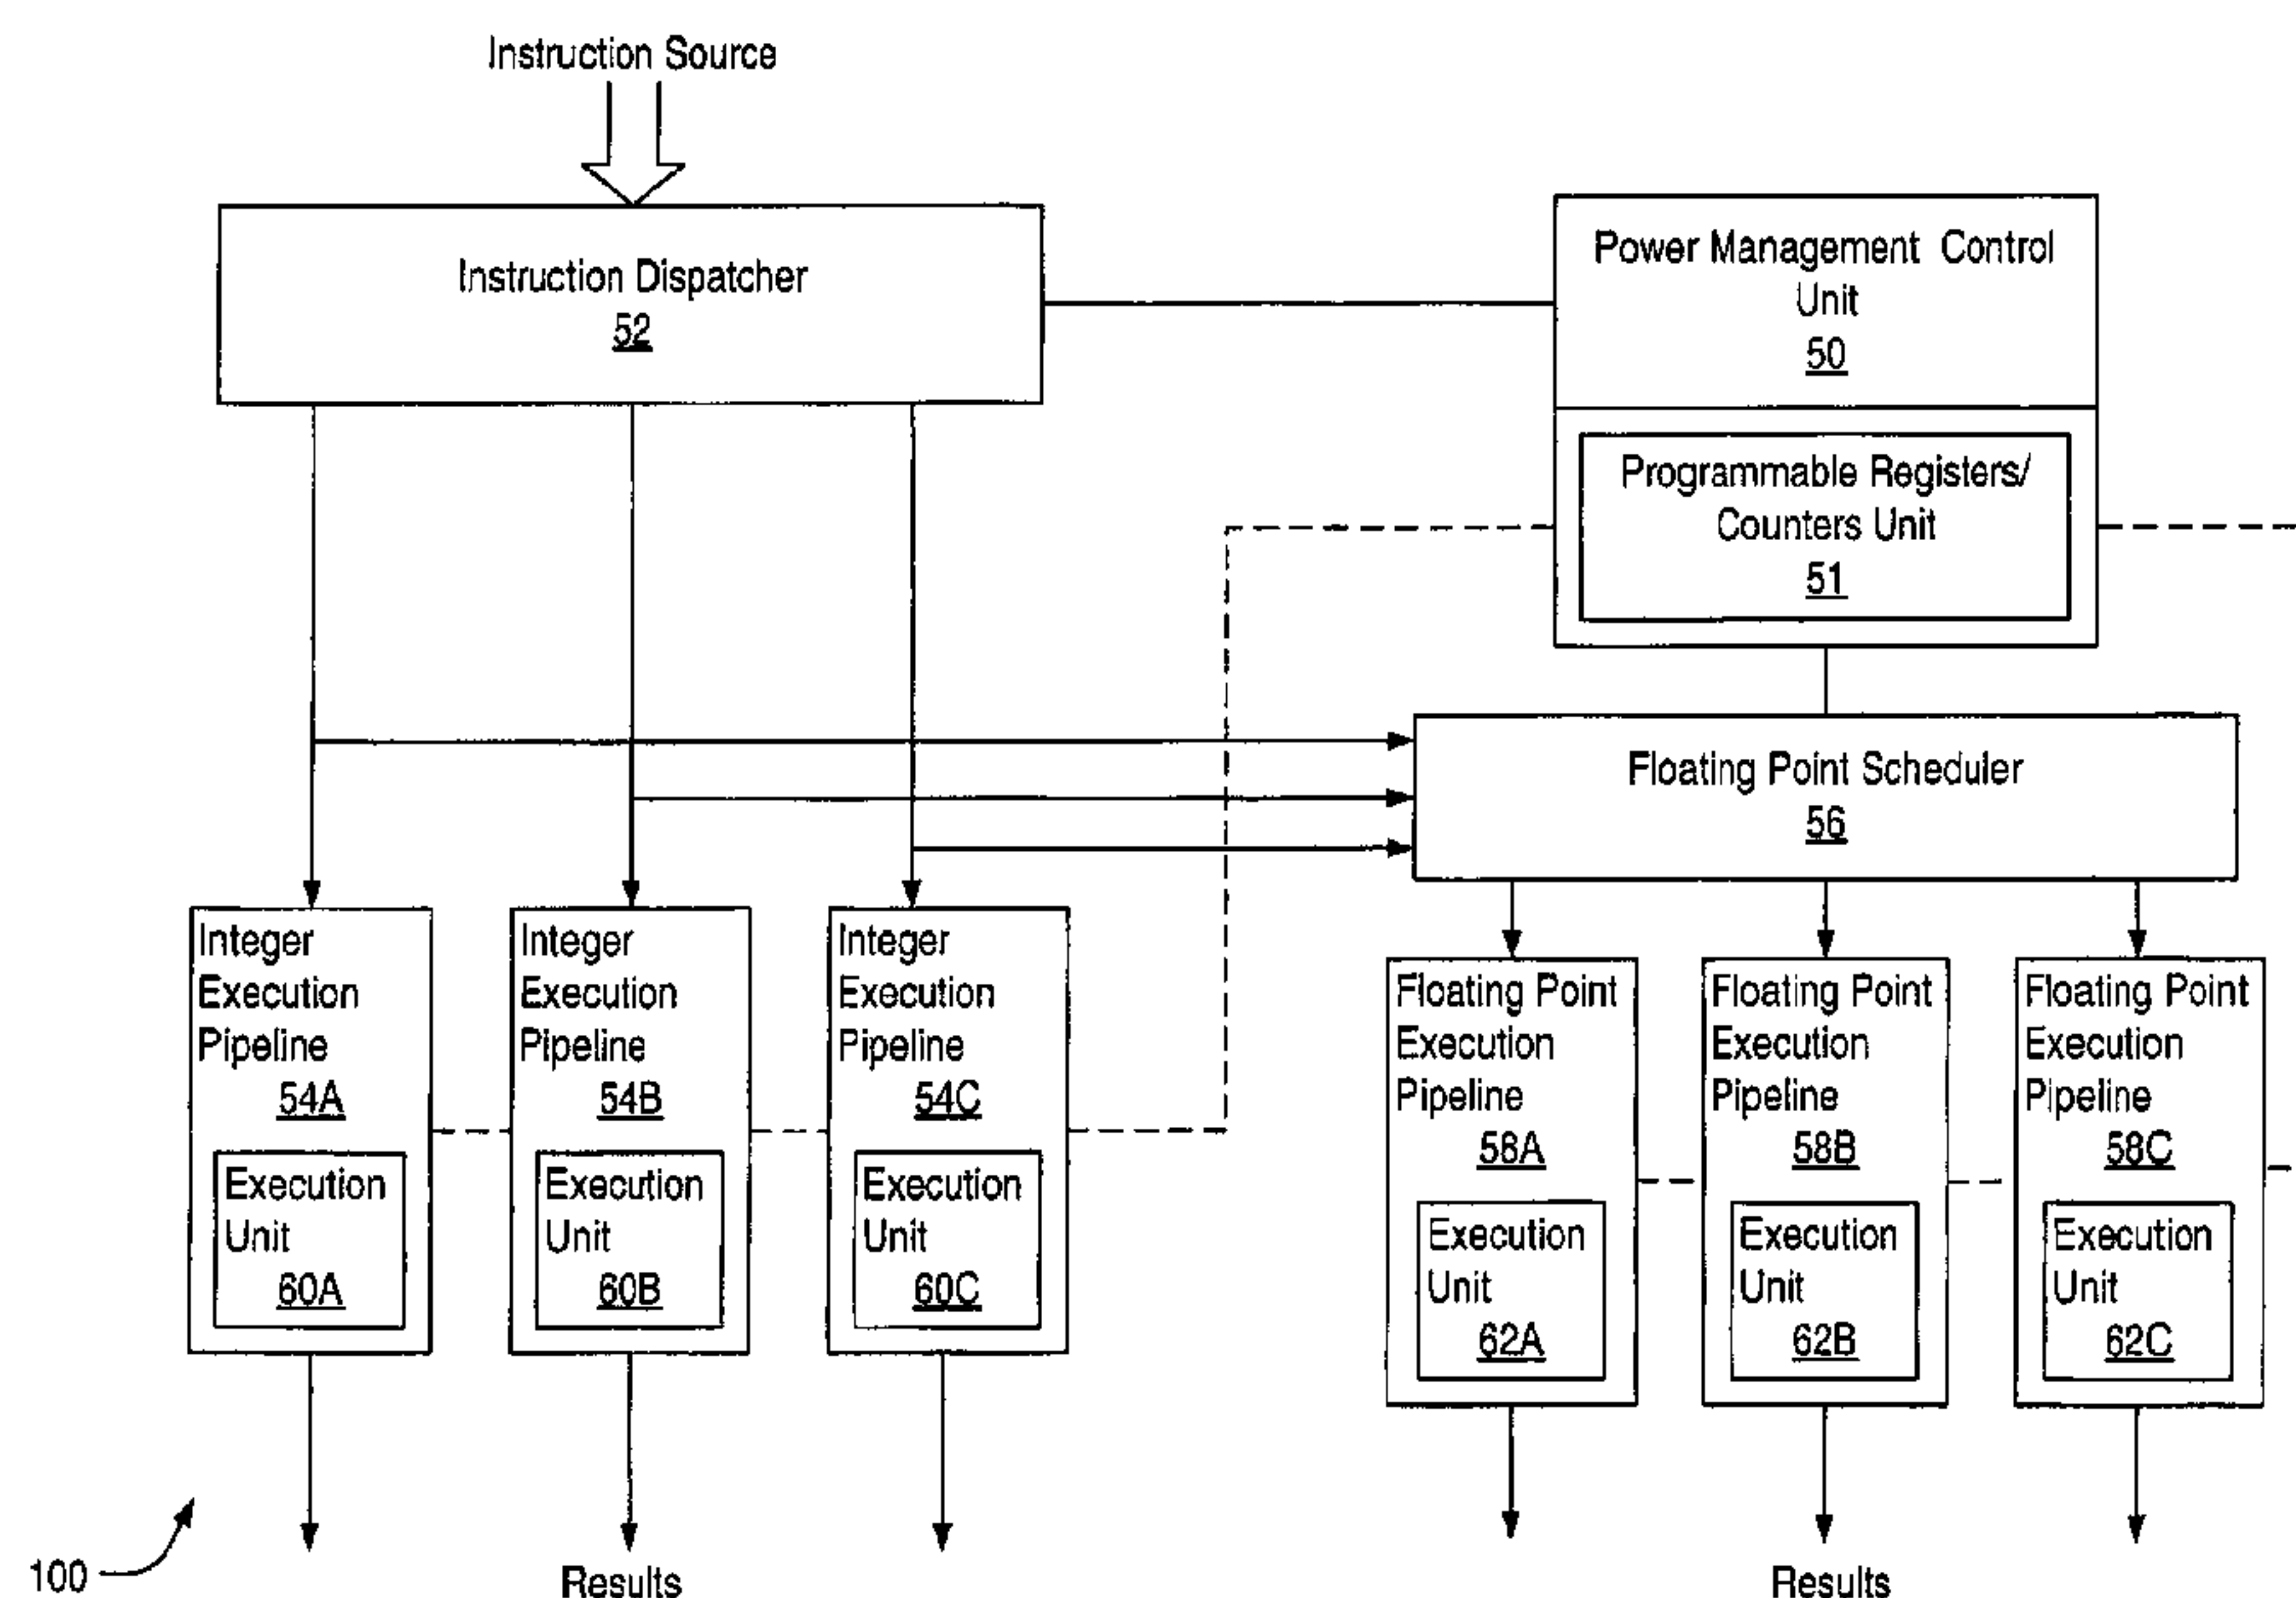 Instruction Source
Instruction Dispatcher
52
Power Management Control
Unit
50
Programmable Registers/
Counters Unit
51
Floating Point Scheduler
56
Integer
Execution
Pipeline
54A
Execution
Unit
60A
Integer
Execution
Pipeline
54B
Execution
Unit
60B
Integer
Execution
Pipeline
54C
Execution
Unit
60C
Floating Point
Execution
Pipeline
58A
Execution
Unit
62A
Floating Point
Execution
Pipeline
58B
Execution
Unit
62B
Floating Point
Execution
Pipeline
58C
Execution
Unit
62C
100
Results
Results